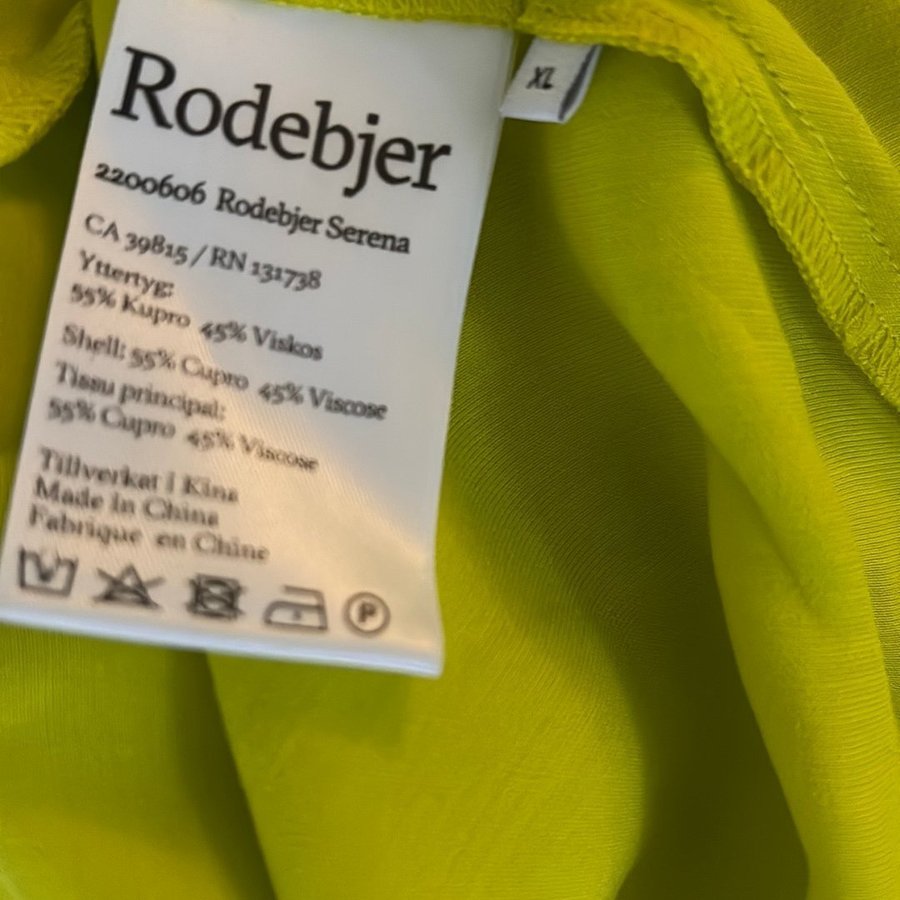 Rodebjer
XL
2200606 Rodebjer Serena
CA 39815 / RN 131738
Yttertyg:
55% Kupro 45% Viskos
Shell: 55% Cupro 45% Viscose
Tissu principal:
55% Cupro 45% Viscose
Tillverkat i Kina
Made in China
Fabrique en Chine
P